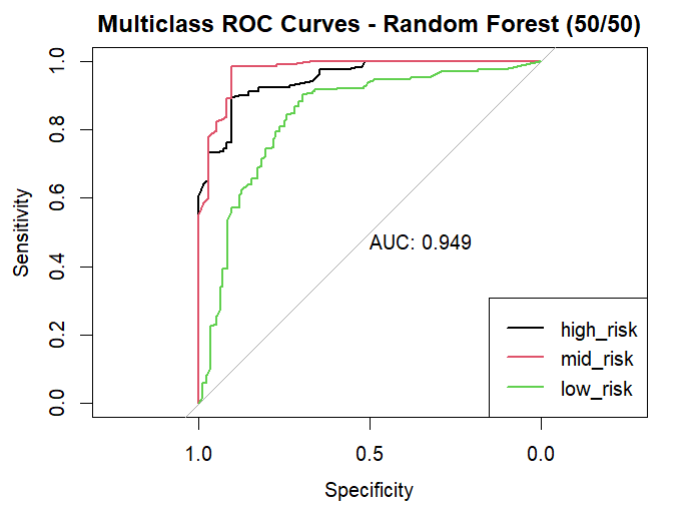 Multiclass ROC Curves - Random Forest (50/50)
Sensitivity
1.0
0.8
0.6
0.4
0.2
0.0
AUC: 0.949
high_risk
mid_risk
low_risk
1.0 0.5 0.0
Specificity